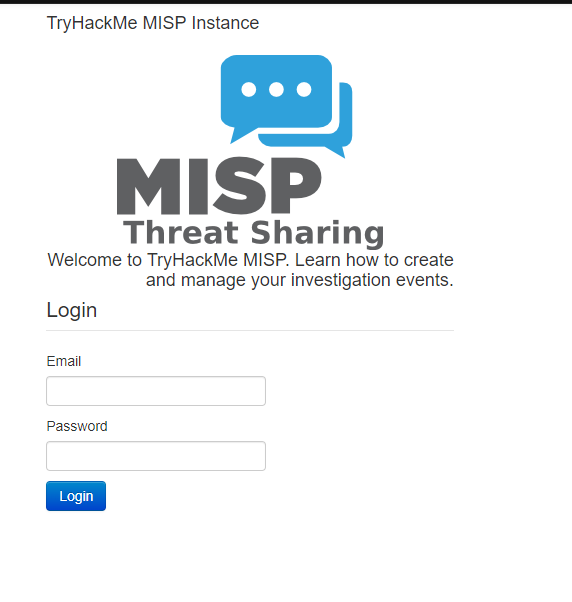 TryHackMe MISP Instance
MISP
Threat Sharing
Welcome to TryHackMe MISP. Learn how to create
and manage your investigation events.
Login
Email
Password
Login